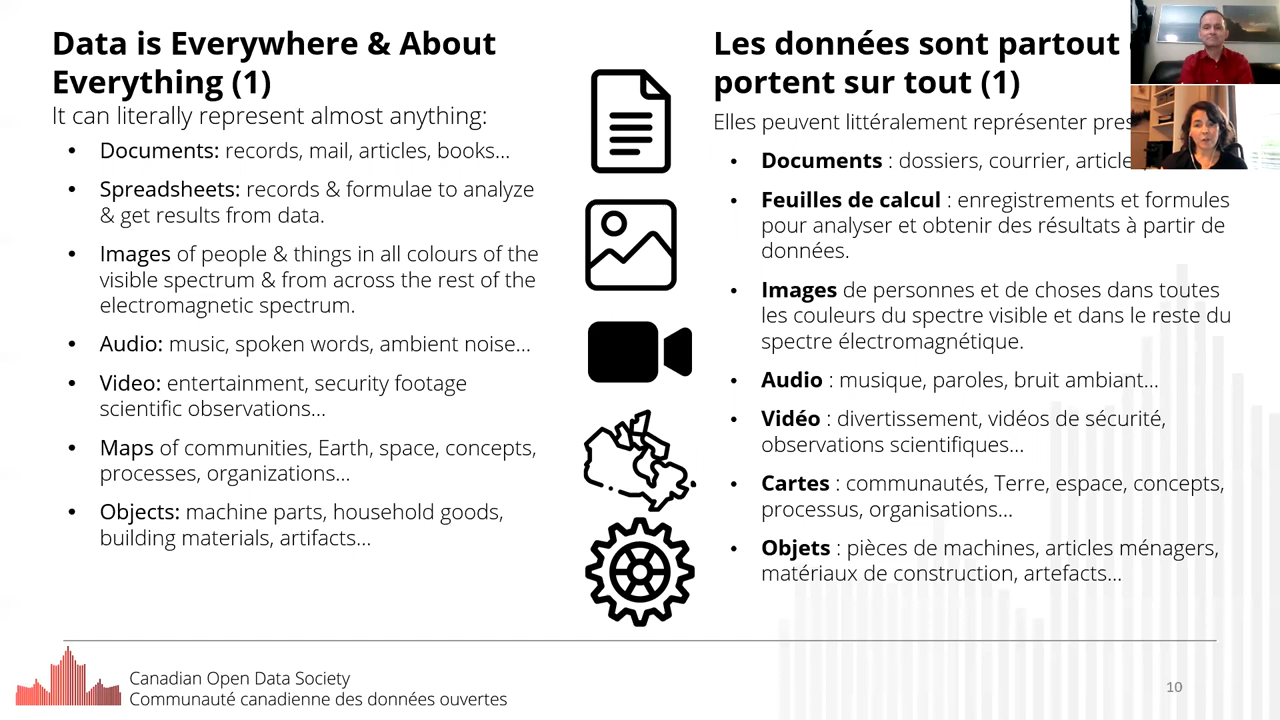 Data is Everywhere & About
Everything (1)
It can literally represent almost anything:
• Documents: records, mail, articles, books...
• Spreadsheets: records & formulae to analyze
& get results from data.
• Images of people & things in all colours of the
visible spectrum & from across the rest of the
electromagnetic spectrum.
• Audio: music, spoken words, ambient noise...
• Video: entertainment, security footage
scientific observations...
• Maps of communities, Earth, space, concepts,
processes, organizations...
• Objects: machine parts, household goods,
building materials, artifacts...
Les données sont partout
portent sur tout (1)
Elles peuvent littéralement représenter
• Documents : dossiers, courrier,
• Feuilles de calcul : enregistrements et formules
pour analyser et obtenir des résultats à partir de
données.
• Images de personnes et de choses dans toutes
les couleurs du spectre visible et dans le reste du
spectre électromagnétique.
• Audio : musique, paroles, bruit ambiant...
• Vidéo : divertissement, vidéos de sécurité,
observations scientifiques...
• Cartes : communautés, Terre, espace, concepts,
processus, organisations...
• Objets : pièces de machines, articles ménagers,
matériaux de construction, artefacts...
Canadian Open Data Society
Communauté canadienne des données ouvertes
10